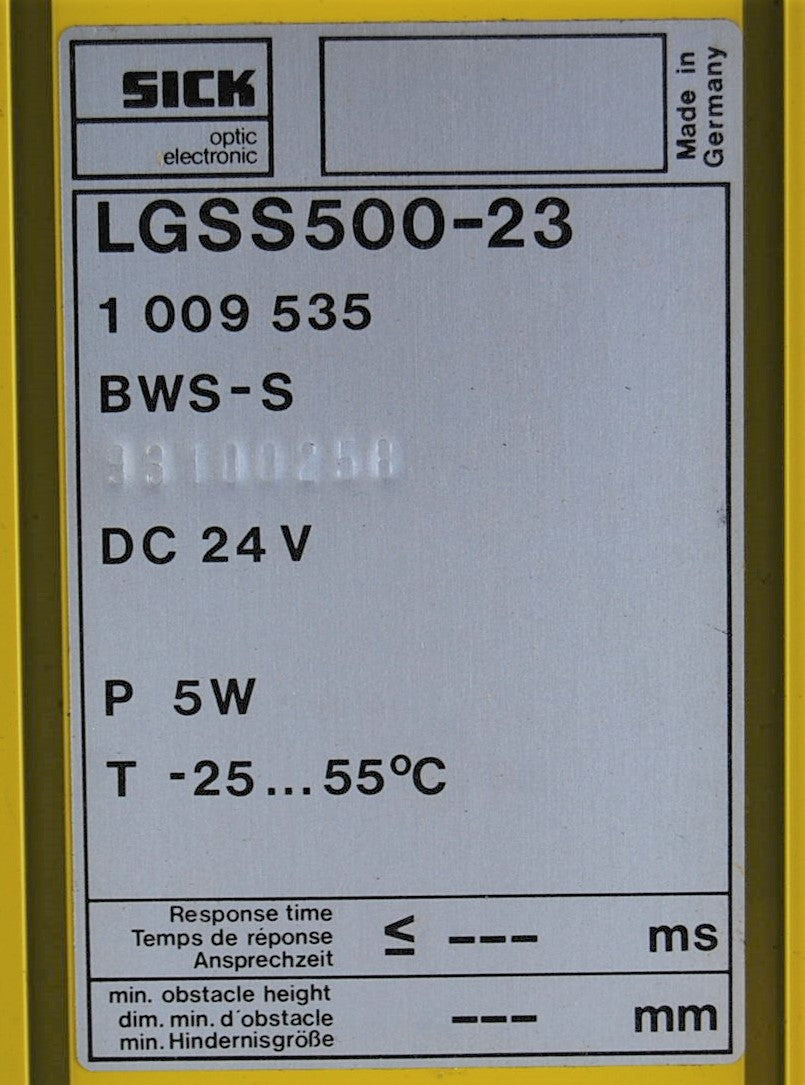 SICK
optic
electronic
Made in
Germany
LGSS500-23
1 009 535
BWS-S
DC 24 V
P 5W
T -25...55°C
Response time
Temps de réponse
Ansprechzeit
≤ --- ms
min. obstacle height
dim. min. d´obstacle
min. Hindernisgröße
--- mm